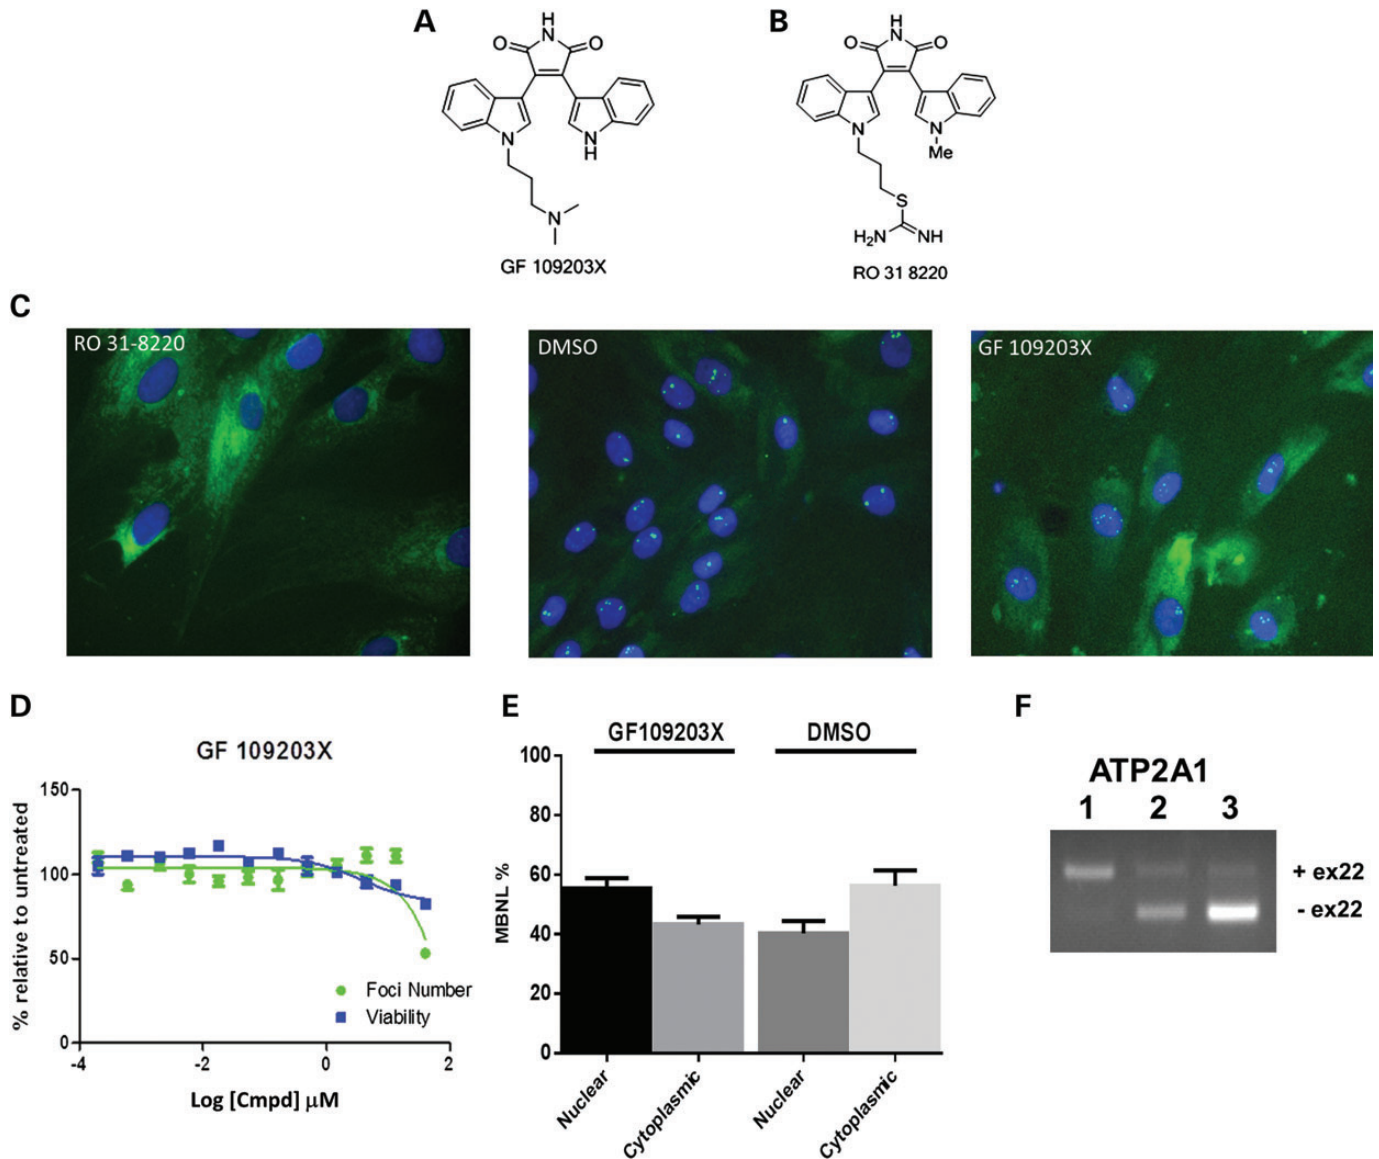 A
B
H
N
O
O
N
N
H
N
GF 109203X
H
N
O
O
N
N
Me
S
H₂N
NH
RO 31 8220
C
RO 31-8220
DMSO
GF 109203X
D
GF 109203X
% relative to untreated
150
100
50
0
-4
-2
0
2
Foci Number
Viability
Log [Cmpd] μM
E
GF109203X
DMSO
MBNL %
100
80
60
40
20
0
Nuclear
Cytoplasmic
Nuclear
Cytoplasmic
F
ATP2A1
1 2 3
+ ex22
- ex22